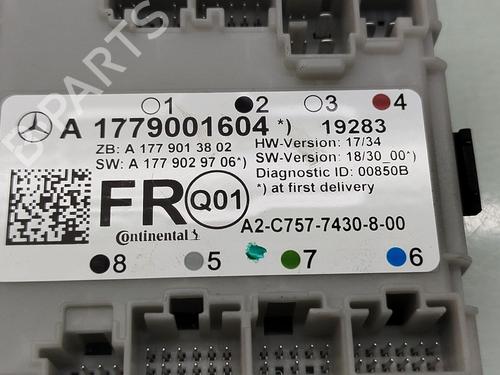 1 2 3 4
A 1779001604 *) 19283
ZB: A 177 901 38 02 HW-Version: 17/34
SW: A 177 902 97 06*) SW-Version: 18/30_00*)
Diagnostic ID: 00850B
FR Q01 *) at first delivery
Continental A2-C757-7430-8-00
8 5 7 6
B PARTS